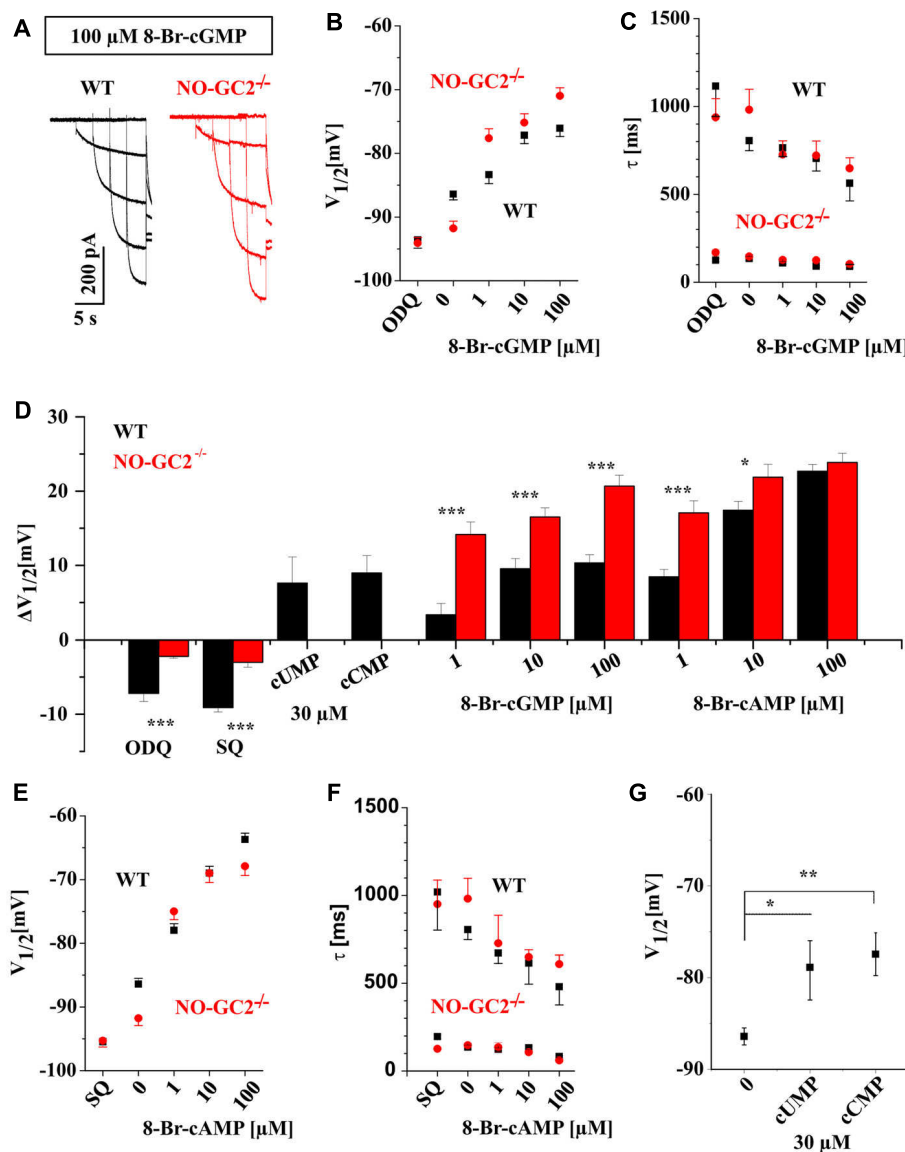 A
100 µM 8-Br-cGMP
WT
NO-GC2-/-
200 pA
5 s
B
V1/2[mV]
-60
-70
-80
-90
-100
NO-GC2-/-
WT
ODQ
0
1
10
100
8-Br-cGMP [µM]
C
τ [ms]
1500
1000
500
0
WT
NO-GC2-/-
ODQ
0
1
10
100
8-Br-cGMP [µM]
D
ΔV1/2[mV]
30
20
10
0
-10
WT
NO-GC2-/-
***
ODQ
***
SQ
cUMP
cCMP
30 µM
***
***
***
1
10
100
8-Br-cGMP [µM]
***
*
1
10
100
8-Br-cAMP [µM]
E
V1/2[mV]
-60
-70
-80
-90
-100
WT
NO-GC2-/-
SQ
0
1
10
100
8-Br-cAMP [µM]
F
τ [ms]
1500
1000
500
0
WT
NO-GC2-/-
SQ
0
1
10
100
8-Br-cAMP [µM]
G
V1/2[mV]
-60
-70
-80
-90
**
*
0
cUMP
cCMP
30 µM